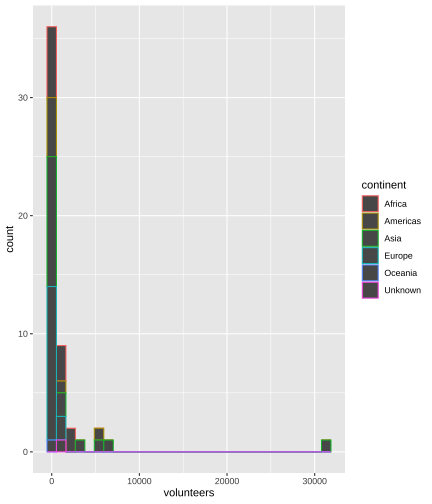 30
20
10
0
count
0 10000 20000 30000
volunteers
continent
Africa
Americas
Asia
Europe
Oceania
Unknown